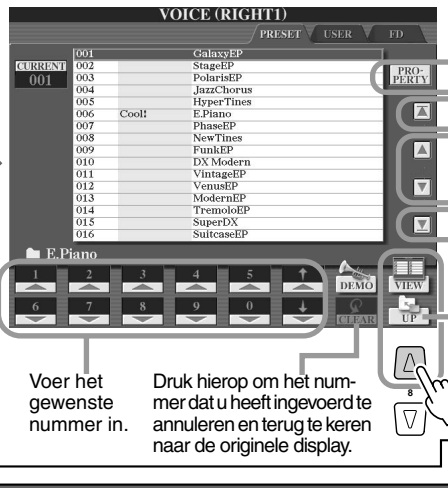 VOICE (RIGHT1)
PRESET USER FD
CURRENT
001
001 GalaxyEP
002 StageEP
003 PolarisEP
004 JazzChorus
005 HyperTines
006 Cool! E.Piano
007 PhaseEP
008 NewTines
009 FunkEP
010 DX Modern
011 VintageEP
012 VenusEP
013 ModernEP
014 TremoloEP
015 SuperDX
016 SuitcaseEP
PRO-
PERTY
E.Piano
1 2 3 4 5
DEMO
VIEW
6 7 8 9 0
CLEAR
UP
8
Voer het
gewenste
nummer in.
Druk hierop om het num-
mer dat u heeft ingevoerd te
annuleren en terug te keren
naar de originele display.